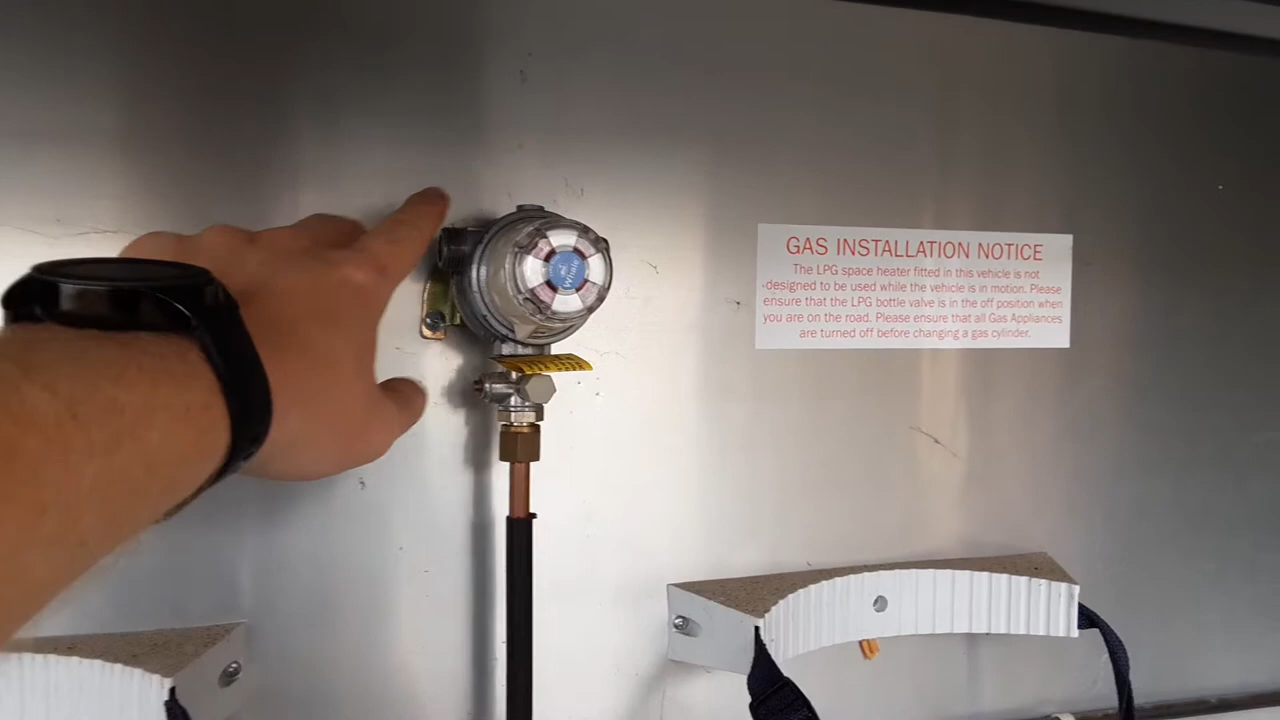 Whale
GAS INSTALLATION NOTICE
The LPG space heater fitted in this vehicle is not
designed to be used while the vehicle is in motion. Please
ensure that the LPG bottle valve is in the off position when
you are on the road. Please ensure that all Gas Appliances
are turned off before changing a gas cylinder.